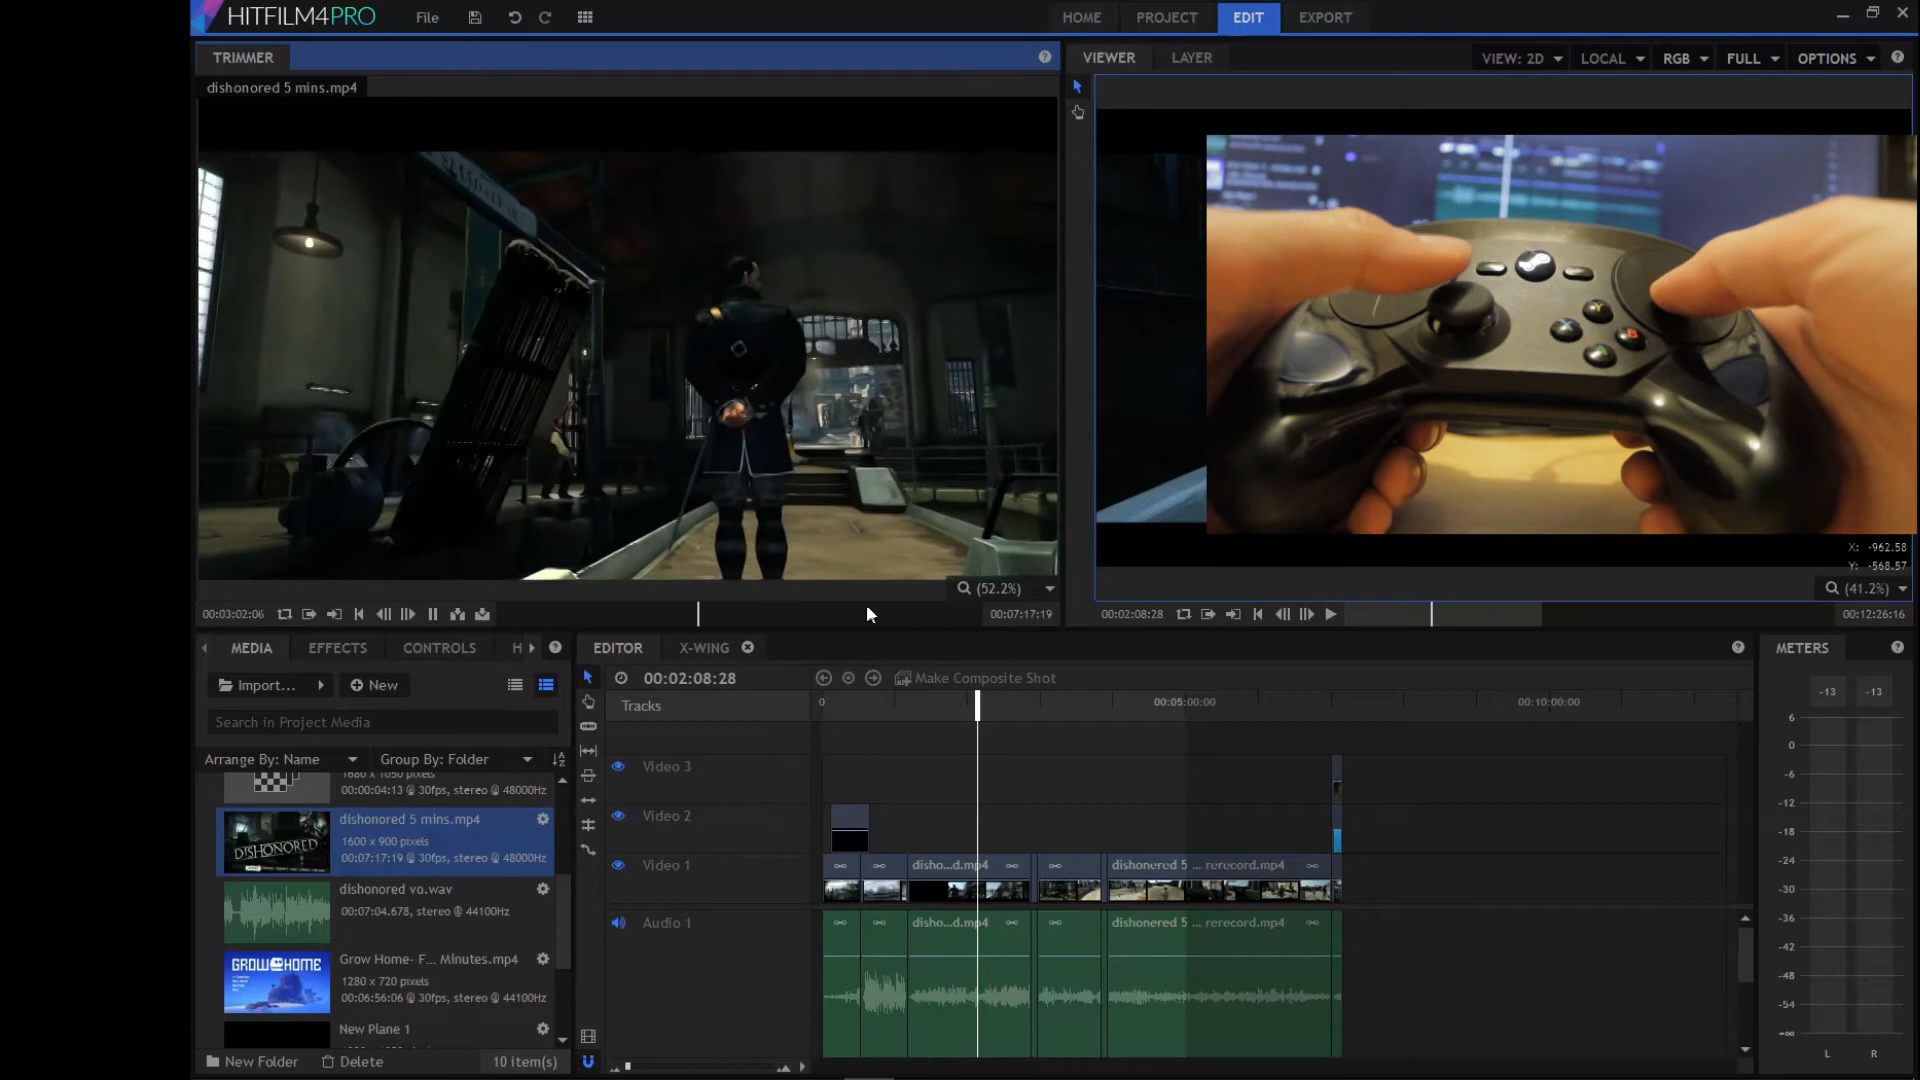 HITFILM4PRO
File
HOME
PROJECT
EDIT
EXPORT
TRIMMER
VIEWER
LAYER
VIEW: 2D
LOCAL
RGB
FULL
OPTIONS
dishonored 5 mins.mp4
Y
B
X
A
X: -962.58
Y: -568.57
(52.2%)
(41.2%)
00:03:02:06
00:07:17:19
00:02:08:28
00:12:26:16
MEDIA
EFFECTS
CONTROLS
H
EDITOR
X-WING
METERS
Import...
New
00:02:08:28
Make Composite Shot
-13
-13
Search in Project Media
Tracks
0
00:05:00:00
00:10:00:00
Arrange By: Name
Group By: Folder
1680 x 1050 pixels
00:00:04:13 @ 30fps, stereo @ 48000Hz
DISHONORED
dishonored 5 mins.mp4
1600 x 900 pixels
00:07:17:19 @ 30fps, stereo @ 48000Hz
dishonored vo.wav
00:07:04.678, stereo @ 44100Hz
GROW HOME
Grow Home- F... Minutes.mp4
1280 x 720 pixels
00:06:56:06 @ 30fps, stereo @ 44100Hz
New Plane 1
New Folder
Delete
10 item(s)
Video 3
Video 2
Video 1
disho...d.mp4
dishonered 5 ... rerecord.mp4
Audio 1
disho...d.mp4
dishonered 5 ... rerecord.mp4
6
0
-6
-12
-18
-24
-30
-36
-42
-48
-54
-∞
L
R